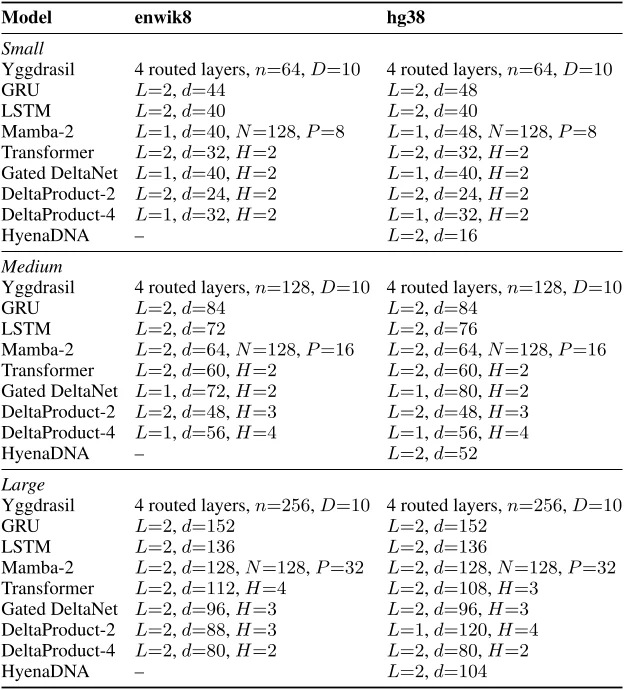 Model enwik8 hg38
Small
Yggdrasil 4 routed layers, n=64, D=10 4 routed layers, n=64, D=10
GRU L=2, d=44 L=2, d=48
LSTM L=2, d=40 L=2, d=40
Mamba-2 L=1, d=40, N=128, P=8 L=1, d=48, N=128, P=8
Transformer L=2, d=32, H=2 L=2, d=32, H=2
Gated DeltaNet L=1, d=40, H=2 L=1, d=40, H=2
DeltaProduct-2 L=2, d=24, H=2 L=2, d=24, H=2
DeltaProduct-4 L=1, d=32, H=2 L=1, d=32, H=2
HyenaDNA – L=2, d=16
Medium
Yggdrasil 4 routed layers, n=128, D=10 4 routed layers, n=128, D=10
GRU L=2, d=84 L=2, d=84
LSTM L=2, d=72 L=2, d=76
Mamba-2 L=2, d=64, N=128, P=16 L=2, d=64, N=128, P=16
Transformer L=2, d=60, H=2 L=2, d=60, H=2
Gated DeltaNet L=1, d=72, H=2 L=1, d=80, H=2
DeltaProduct-2 L=2, d=48, H=3 L=2, d=48, H=3
DeltaProduct-4 L=1, d=56, H=4 L=1, d=56, H=4
HyenaDNA – L=2, d=52
Large
Yggdrasil 4 routed layers, n=256, D=10 4 routed layers, n=256, D=10
GRU L=2, d=152 L=2, d=152
LSTM L=2, d=136 L=2, d=136
Mamba-2 L=2, d=128, N=128, P=32 L=2, d=128, N=128, P=32
Transformer L=2, d=112, H=4 L=2, d=108, H=3
Gated DeltaNet L=2, d=96, H=3 L=2, d=96, H=3
DeltaProduct-2 L=2, d=88, H=3 L=1, d=120, H=4
DeltaProduct-4 L=2, d=80, H=2 L=2, d=80, H=2
HyenaDNA – L=2, d=104